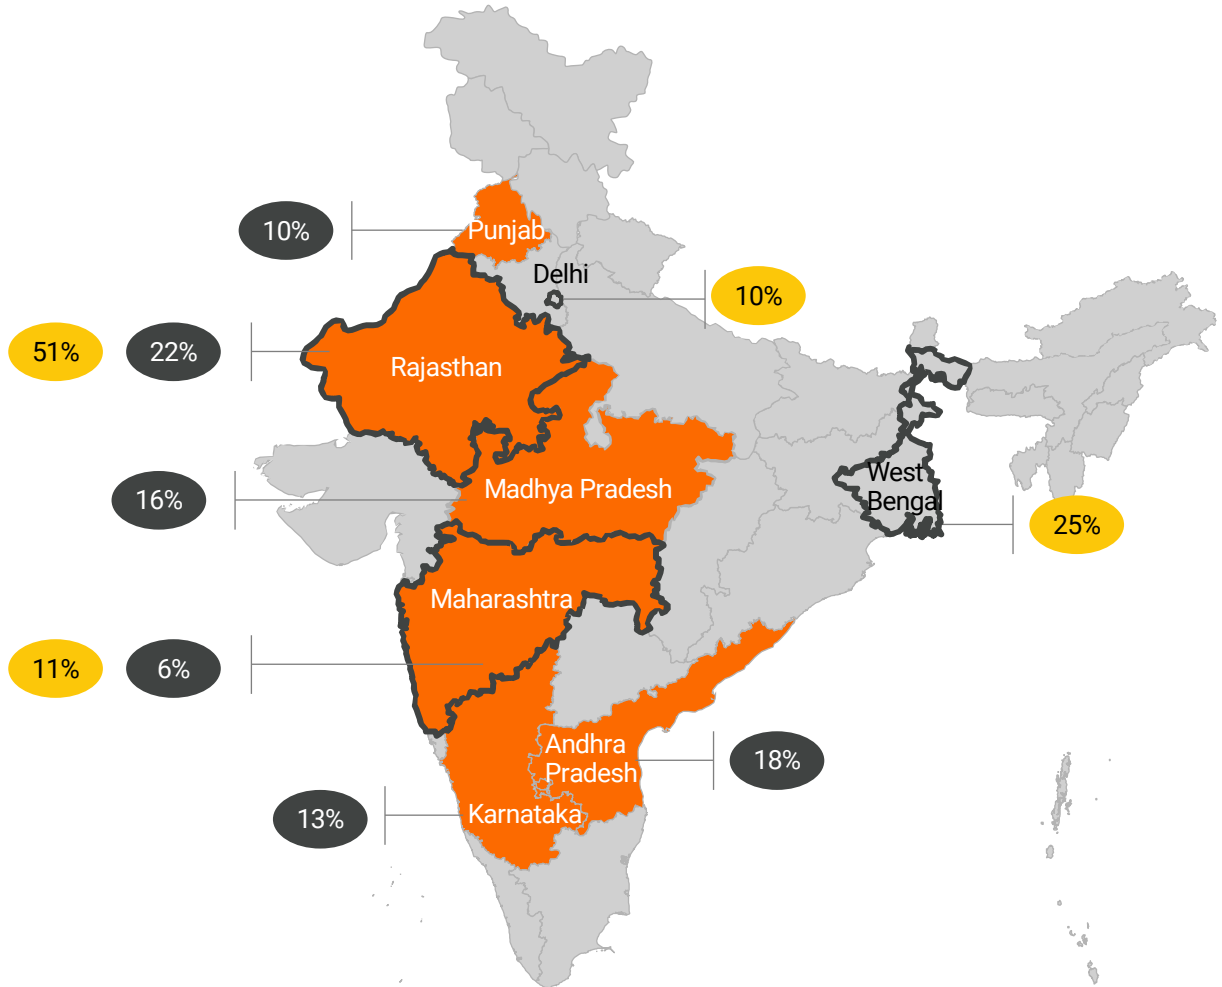 10%
Punjab
Delhi
10%
51%
22%
Rajasthan
West
Bengal
16%
Madhya Pradesh
25%
Maharashtra
11%
6%
Andhra
Pradesh
18%
13%
Karnataka